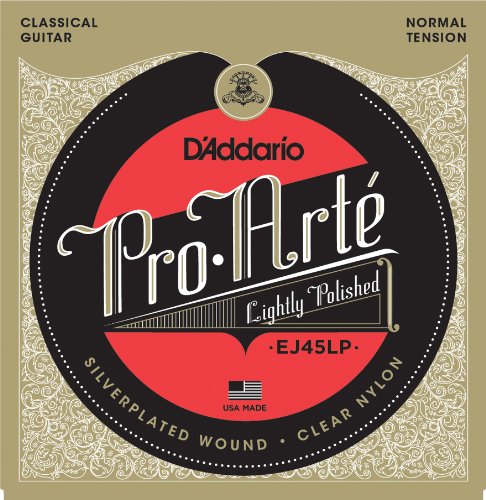 CLASSICAL
GUITAR
NORMAL
TENSION
D'Addario
Pro·Arté
Lightly Polished
·EJ45LP·
USA MADE
SILVERPLATED WOUND · CLEAR NYLON